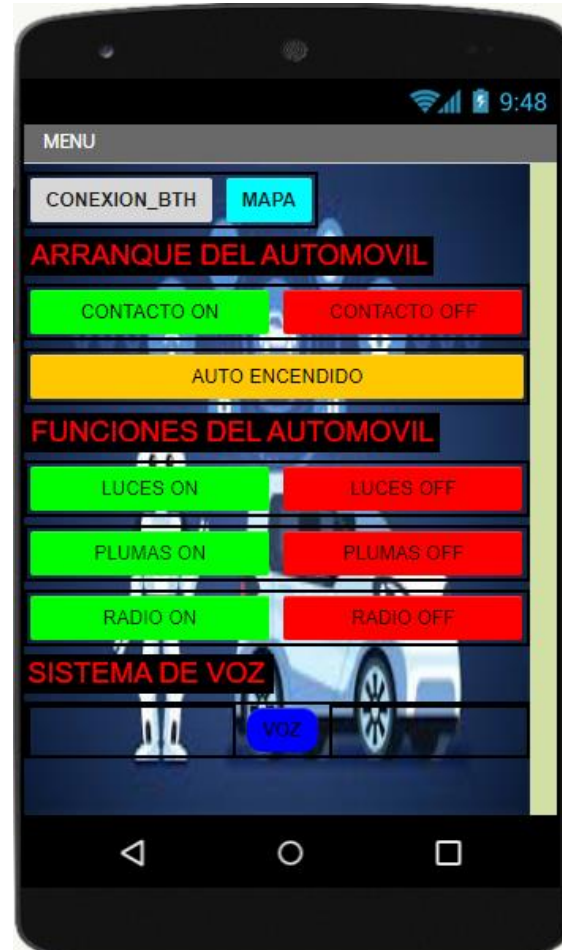 9:48
MENU
CONEXION_BTH MAPA
ARRANQUE DEL AUTOMOVIL
CONTACTO ON CONTACTO OFF
AUTO ENCENDIDO
FUNCIONES DEL AUTOMOVIL
LUCES ON LUCES OFF
PLUMAS ON PLUMAS OFF
RADIO ON RADIO OFF
SISTEMA DE VOZ
VOZ